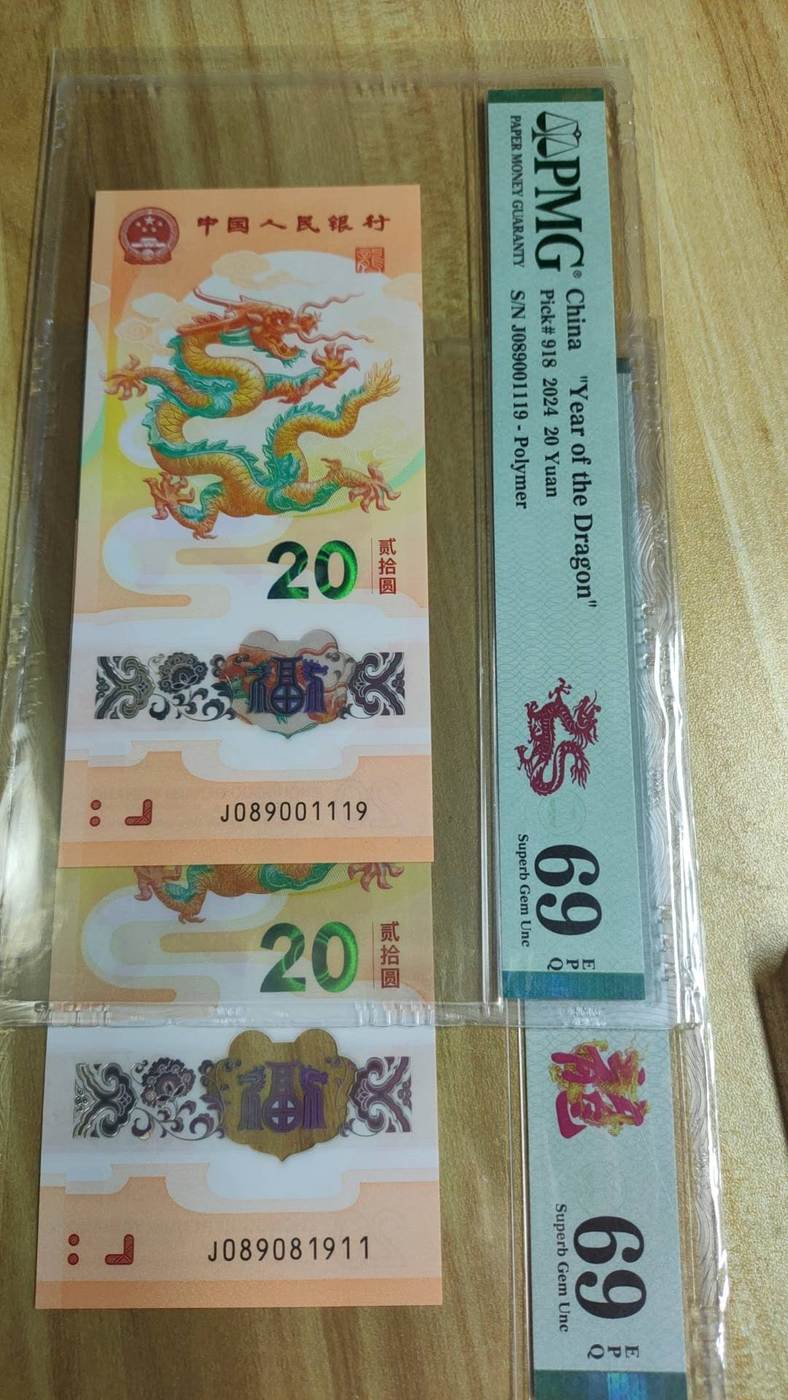 中国人民银行
20
贰拾圆
福
J089001119
PMG®
PAPER MONEY GUARANTY
China "Year of the Dragon"
Pick# 918 2024 20 Yuan
S/N J089001119 - Polymer
69 EPQ
Superb Gem Unc
20
贰拾圆
福
J089081911
69 EPQ
Superb Gem Unc